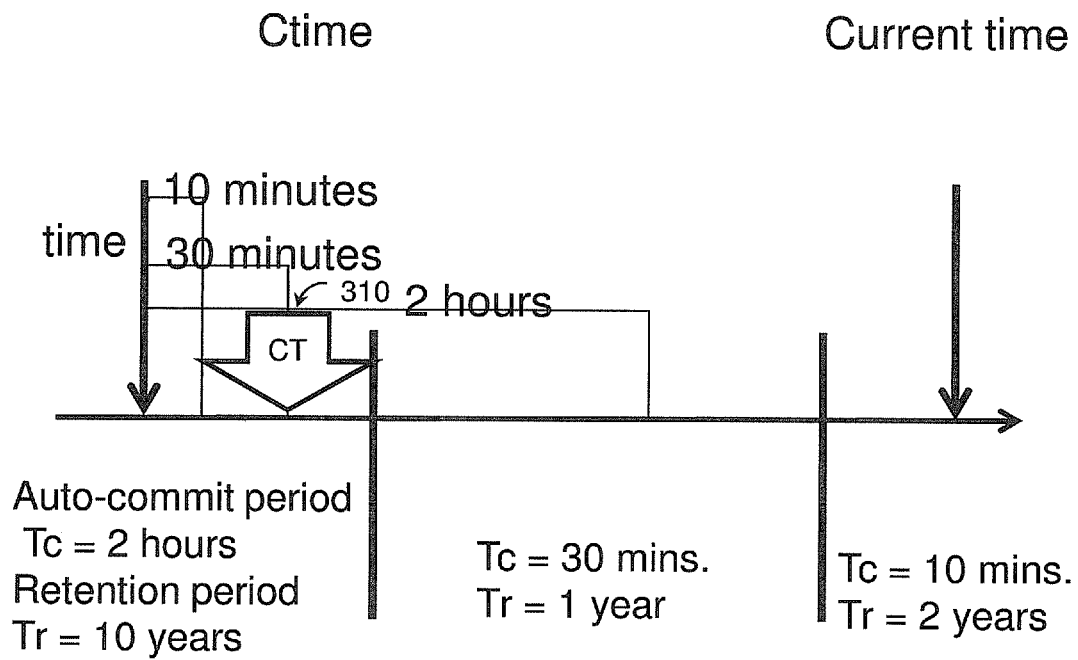 Ctime
Current time
10 minutes
time
30 minutes
310
2 hours
CT
Auto-commit period
Tc = 2 hours
Retention period
Tr = 10 years
Tc = 30 mins.
Tr = 1 year
Tc = 10 mins.
Tr = 2 years